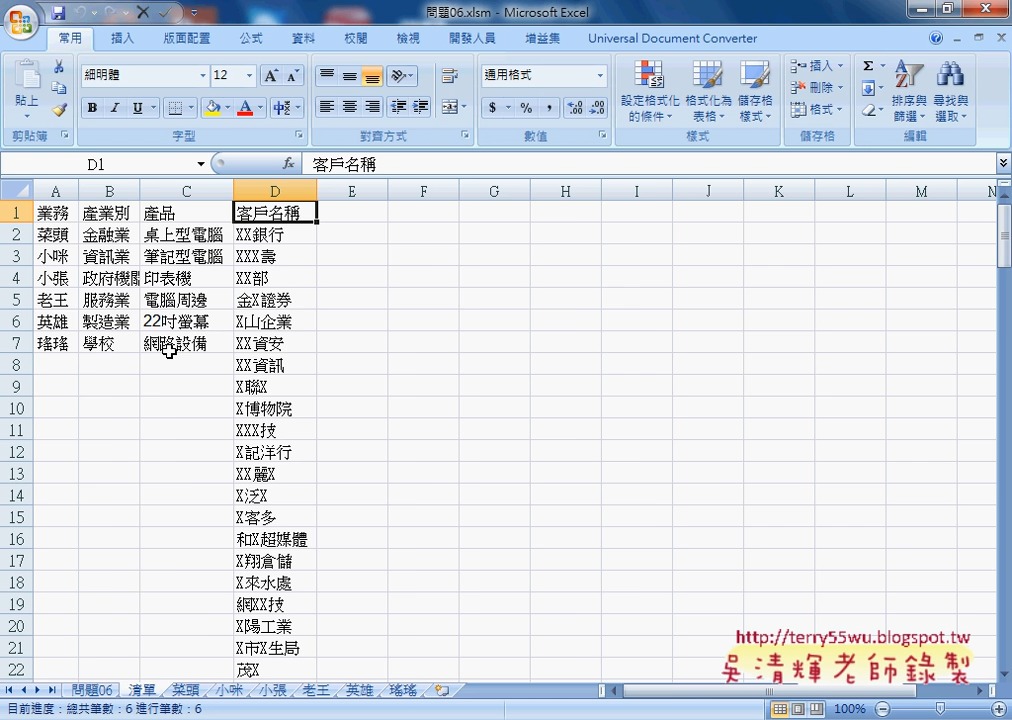 問題06.xlsm - Microsoft Excel
常用 插入 版面配置 公式 資料 校閱 檢視 開發人員 增益集 Universal Document Converter
貼上
剪貼簿
細明體 12
B I U
字型
對齊方式
通用格式
$ % ,
數值
設定格式化的條件 格式化為表格 儲存格樣式
樣式
插入
刪除
格式
儲存格
Σ
排序與篩選 尋找與選取
編輯
D1 fx 客戶名稱
A B C D E F G H I J K L M N
1 業務 產業別 產品 客戶名稱
2 菜頭 金融業 桌上型電腦 XX銀行
3 小咪 資訊業 筆記型電腦 XXX壽
4 小張 政府機關 印表機 XX部
5 老王 服務業 電腦周邊 金X證券
6 英雄 製造業 22吋螢幕 X山企業
7 瑤瑤 學校 網路設備 XX資安
8 XX資訊
9 X聯X
10 X博物院
11 XXX技
12 X記洋行
13 XX麗X
14 X泛X
15 X客多
16 和X超媒體
17 X翔倉儲
18 X來水處
19 網XX技
20 X陽工業
21 X市X生局
22 茂X
http://terry55wu.blogspot.tw
吳清輝老師錄製
問題06 清單 菜頭 小咪 小張 老王 英雄 瑤瑤
目前進度：總共筆數：6 進行筆數：6
100%